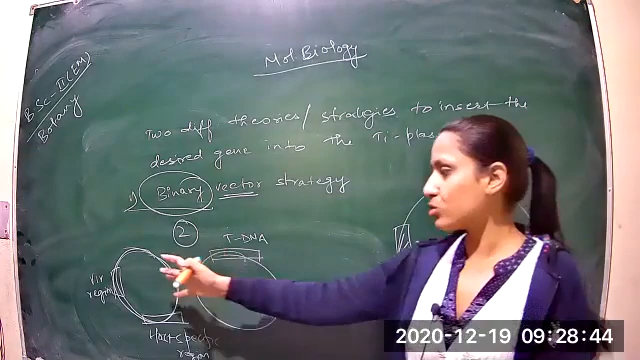 B.Sc-II (EM)
Botany
Mol. Biology
Two diff theories/ strategies to insert the
desired gene into the Ti-plas
1) Binary vector strategy
2
T-DNA
vir
region
Host specific
region
2020-12-19 09:28:44